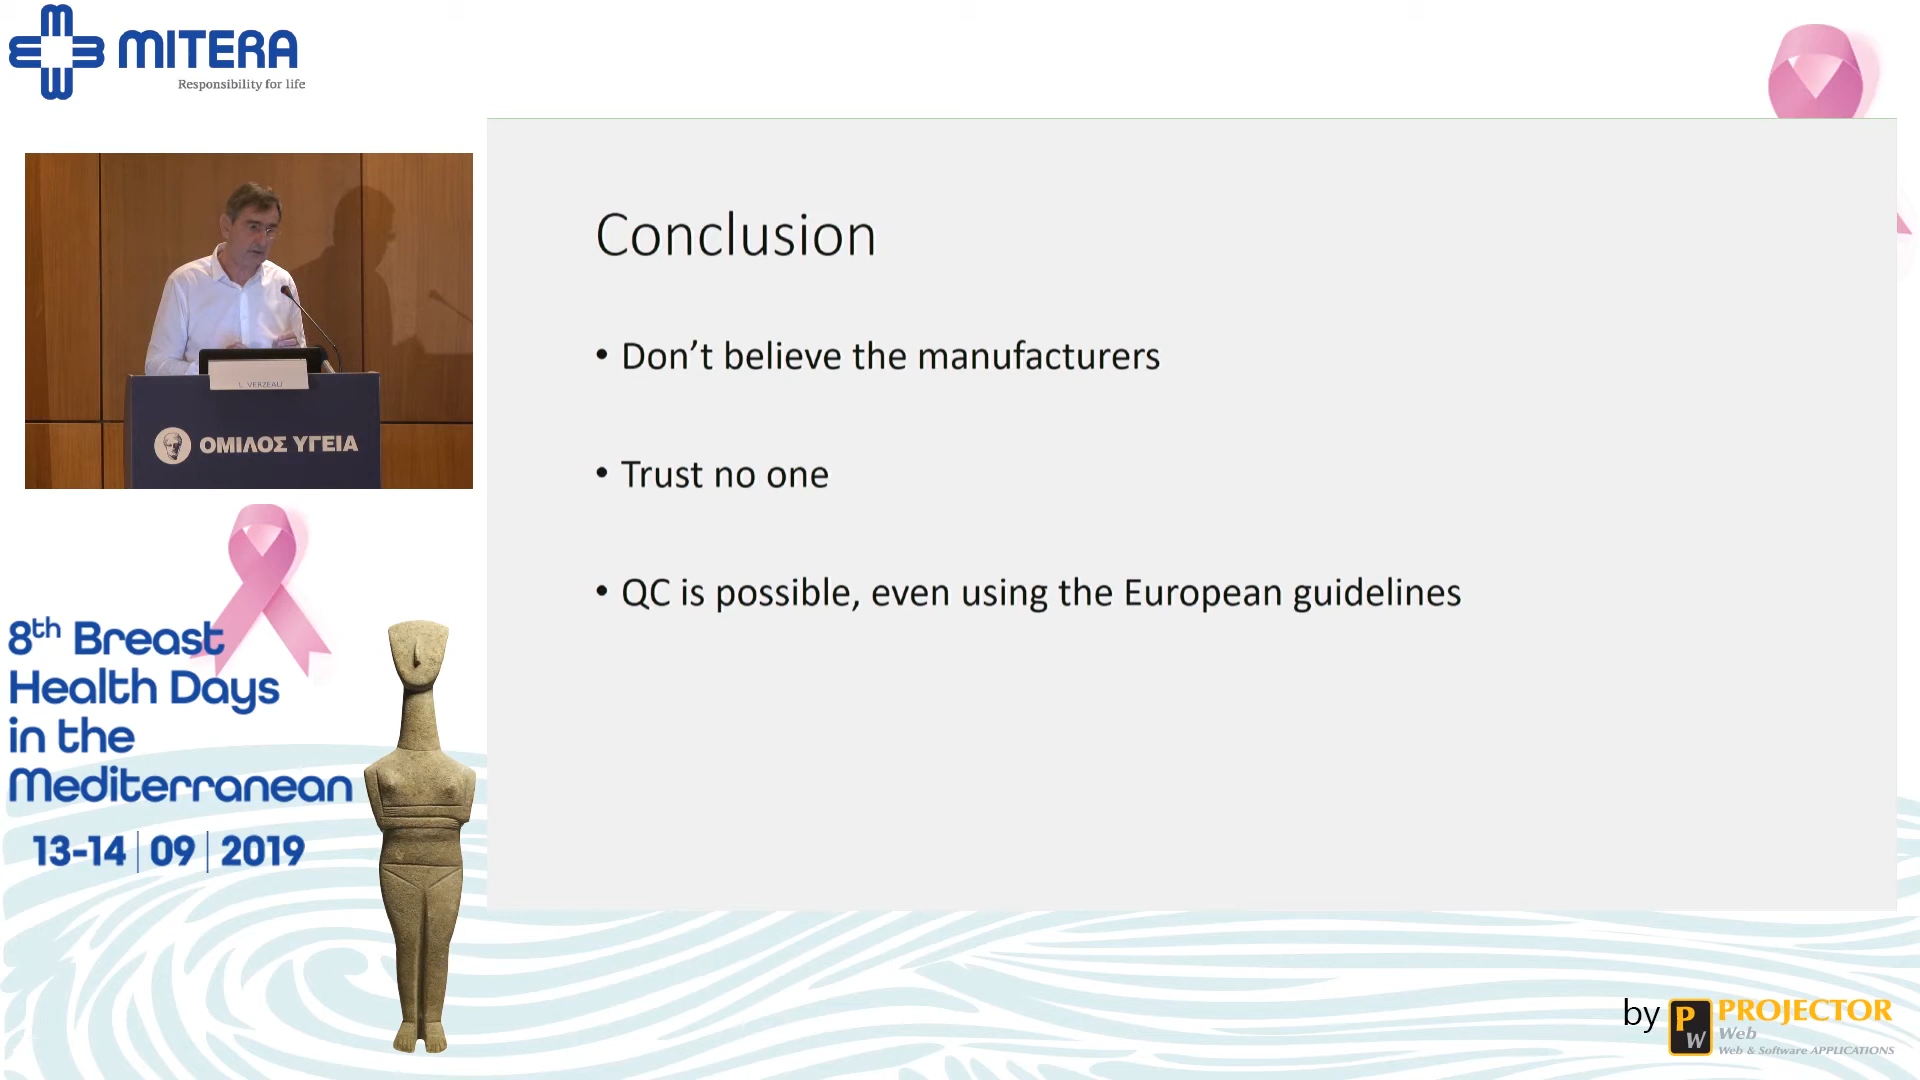 MITERA
Responsibility for life
L. VERZEAU
ΟΜΙΛΟΣ ΥΓΕΙΑ
8th Breast
Health Days
in the
Mediterranean
13-14 | 09 | 2019
Conclusion
• Don’t believe the manufacturers
• Trust no one
• QC is possible, even using the European guidelines
by PW PROJECTOR
Web
Web & Software APPLICATIONS